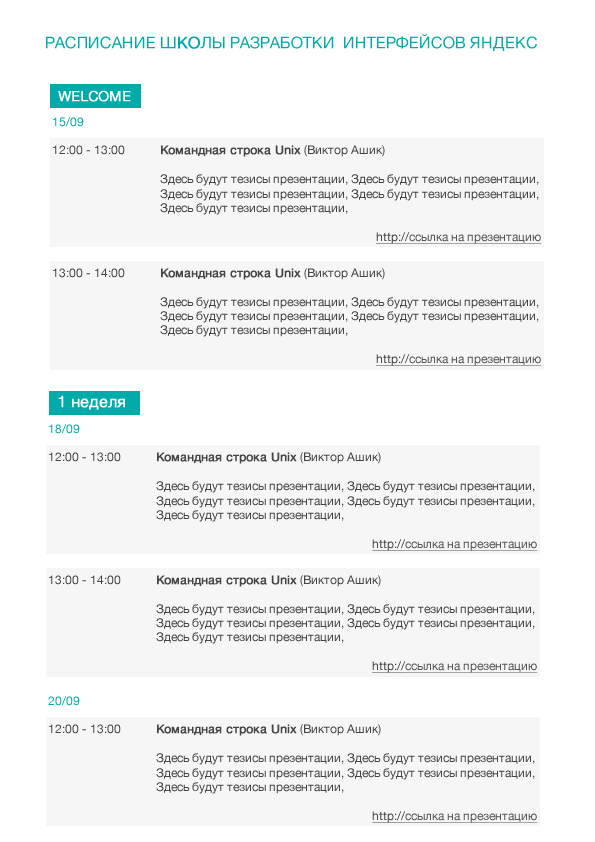 РАСПИСАНИЕ ШКОЛЫ РАЗРАБОТКИ  ИНТЕРФЕЙСОВ ЯНДЕКС
WELCOME
15/09
12:00 - 13:00 Командная строка Unix (Виктор Ашик)
Здесь будут тезисы презентации, Здесь будут тезисы презентации,
Здесь будут тезисы презентации, Здесь будут тезисы презентации,
Здесь будут тезисы презентации,
http://ссылка на презентацию
13:00 - 14:00 Командная строка Unix (Виктор Ашик)
Здесь будут тезисы презентации, Здесь будут тезисы презентации,
Здесь будут тезисы презентации, Здесь будут тезисы презентации,
Здесь будут тезисы презентации,
http://ссылка на презентацию
1 неделя
18/09
12:00 - 13:00 Командная строка Unix (Виктор Ашик)
Здесь будут тезисы презентации, Здесь будут тезисы презентации,
Здесь будут тезисы презентации, Здесь будут тезисы презентации,
Здесь будут тезисы презентации,
http://ссылка на презентацию
13:00 - 14:00 Командная строка Unix (Виктор Ашик)
Здесь будут тезисы презентации, Здесь будут тезисы презентации,
Здесь будут тезисы презентации, Здесь будут тезисы презентации,
Здесь будут тезисы презентации,
http://ссылка на презентацию
20/09
12:00 - 13:00 Командная строка Unix (Виктор Ашик)
Здесь будут тезисы презентации, Здесь будут тезисы презентации,
Здесь будут тезисы презентации, Здесь будут тезисы презентации,
Здесь будут тезисы презентации,
http://ссылка на презентацию